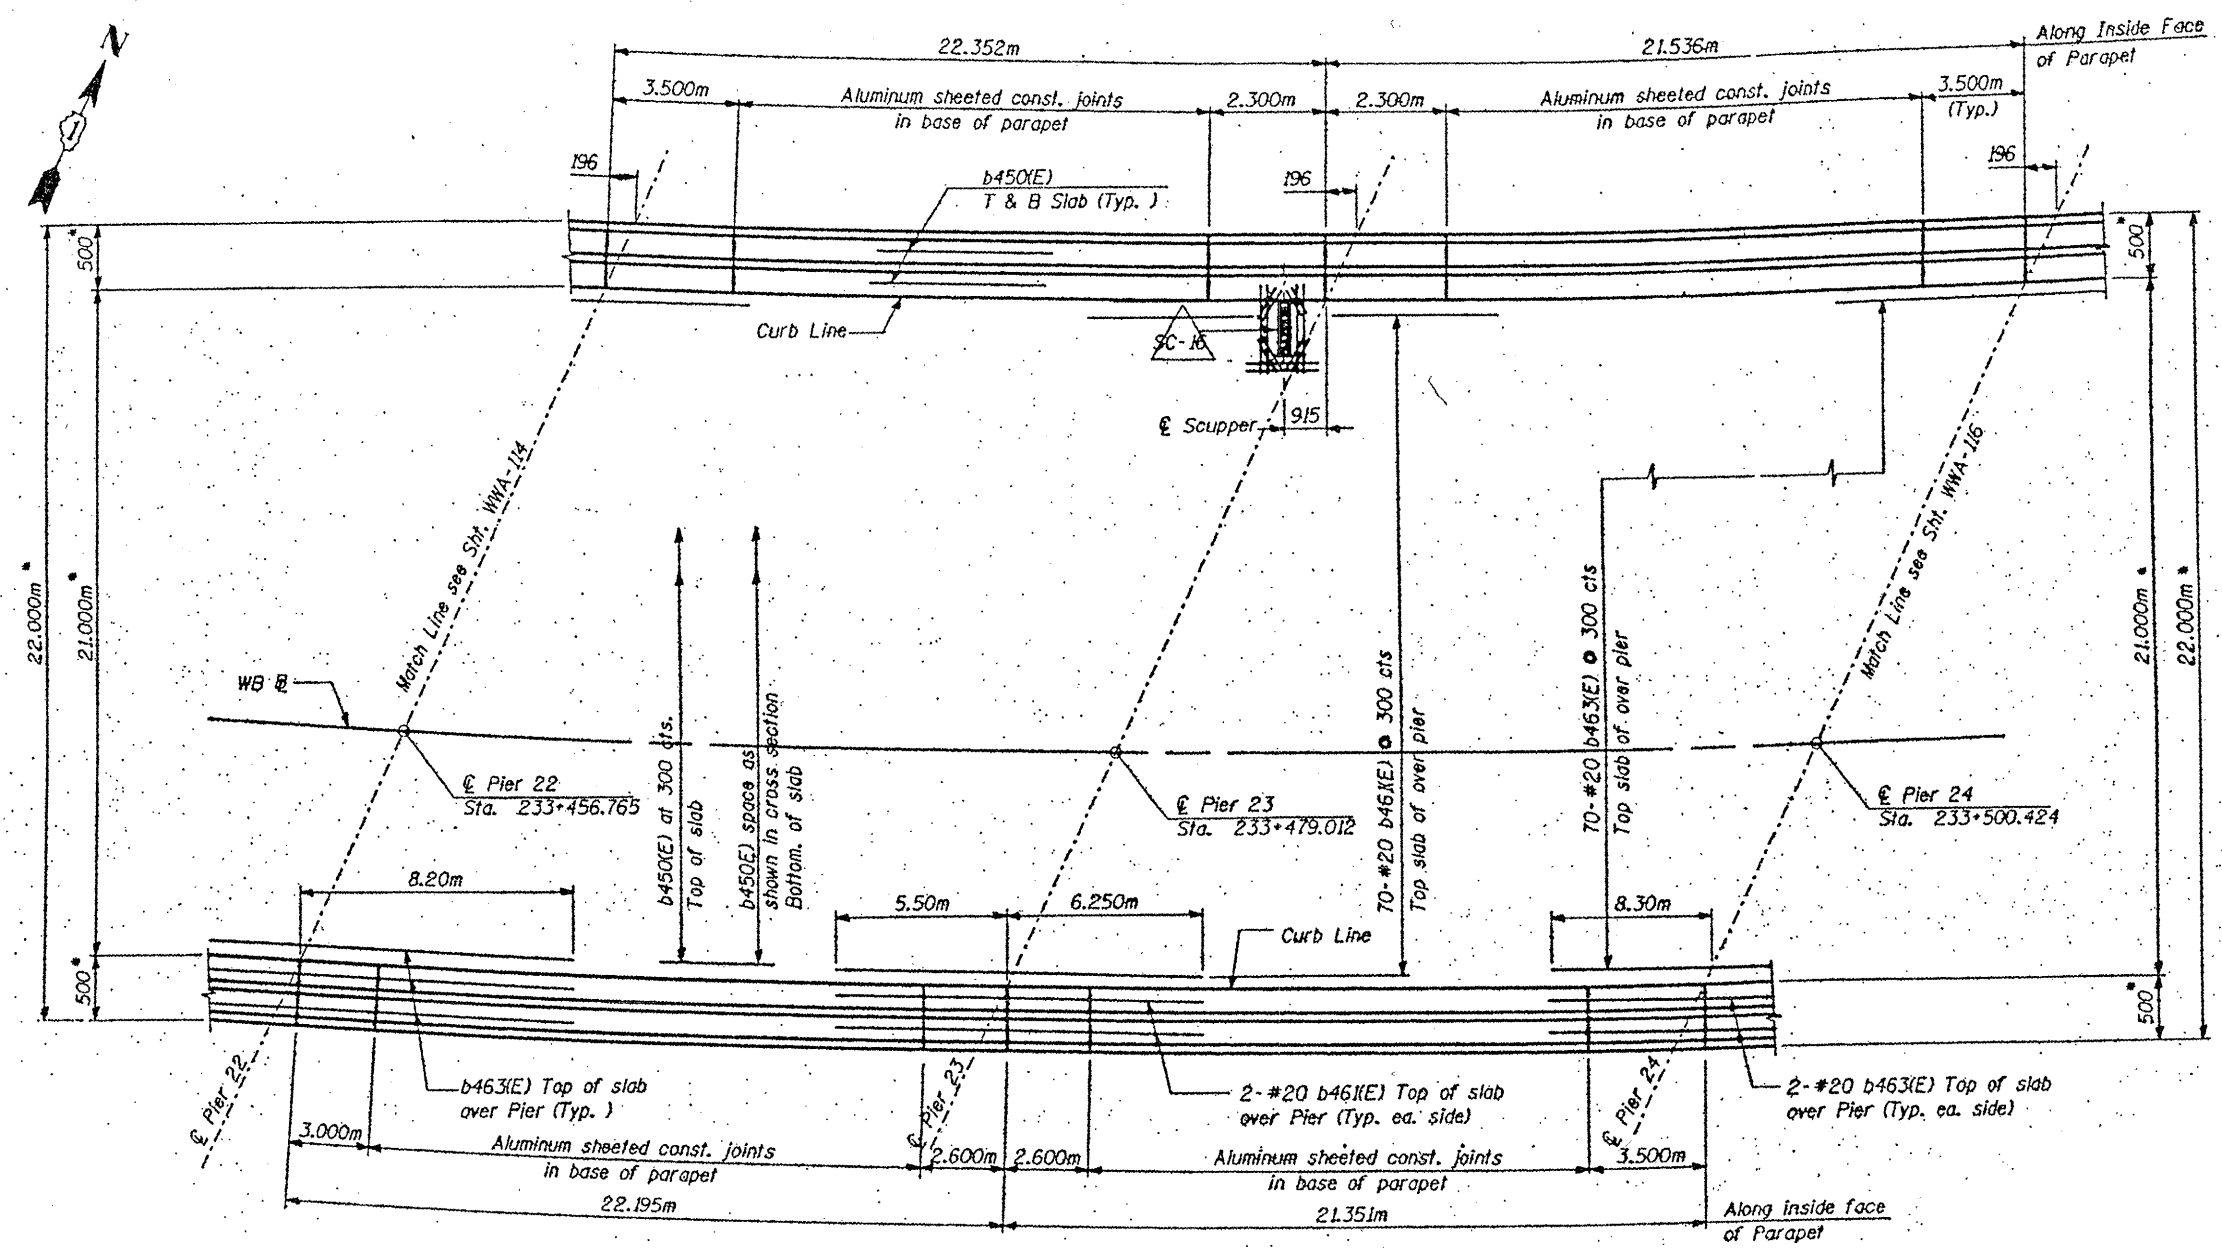 N
1
22.352m
21.536m
Along Inside Face
of Parapet
3.500m
Aluminum sheeted const. joints
in base of parapet
2.300m
2.300m
Aluminum sheeted const. joints
in base of parapet
3.500m
(Typ.)
196
196
196
b450(E)
T & B Slab (Typ. )
500*
500*
Curb Line
SC-16
℄ Scupper
915
Match Line see Sht. WWA-114
Match Line see Sht. WWA-116
22.000m*
21.000m*
21.000m*
22.000m*
WB ⅊
b450(E) at 300 cts.
Top of slab
b450E) space as
shown in cross section
Bottom. of slab
70-#20 b461(E) @ 300 cts
Top slab of over pier
70-#20 b463(E) @ 300 cts
Top slab of over pier
℄ Pier 22
Sta. 233+456.765
℄ Pier 23
Sta. 233+479.012
℄ Pier 24
Sta. 233+500.424
8.20m
5.50m
6.250m
8.30m
Curb Line
500*
500*
℄ Pier 22
℄ Pier 23
℄ Pier 24
b463(E) Top of slab
over Pier (Typ. )
2-#20 b461(E) Top of slab
over Pier (Typ. ea. side)
2-#20 b463(E) Top of slab
over Pier (Typ. ea. side)
3.000m
Aluminum sheeted const. joints
in base of parapet
2.600m
2.600m
Aluminum sheeted const. joints
in base of parapet
3.500m
22.195m
21.351m
Along inside face
of Parapet